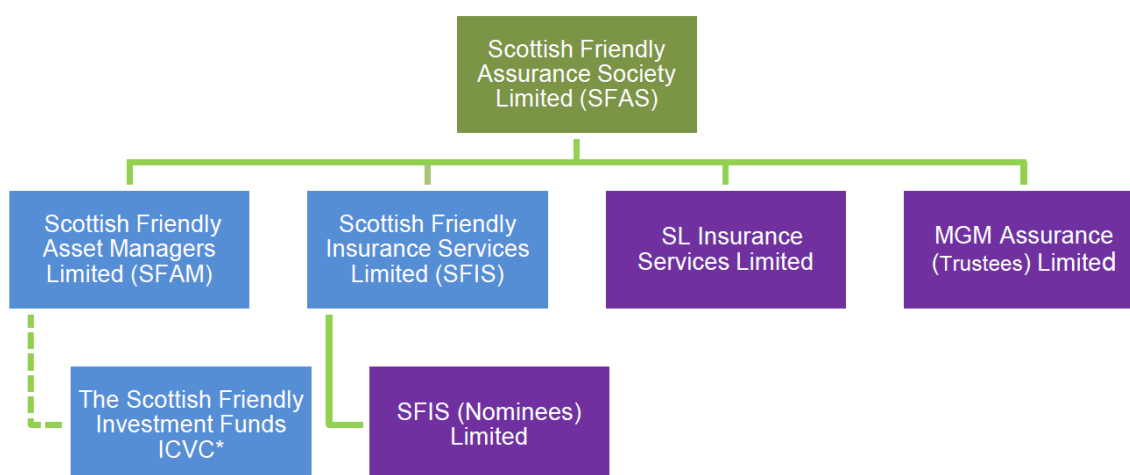 Scottish Friendly
Assurance Society
Limited (SFAS)
Scottish Friendly
Asset Managers
Limited (SFAM)
Scottish Friendly
Insurance Services
Limited (SFIS)
SL Insurance
Services Limited
MGM Assurance
(Trustees) Limited
The Scottish Friendly
Investment Funds
ICVC*
SFIS (Nominees)
Limited